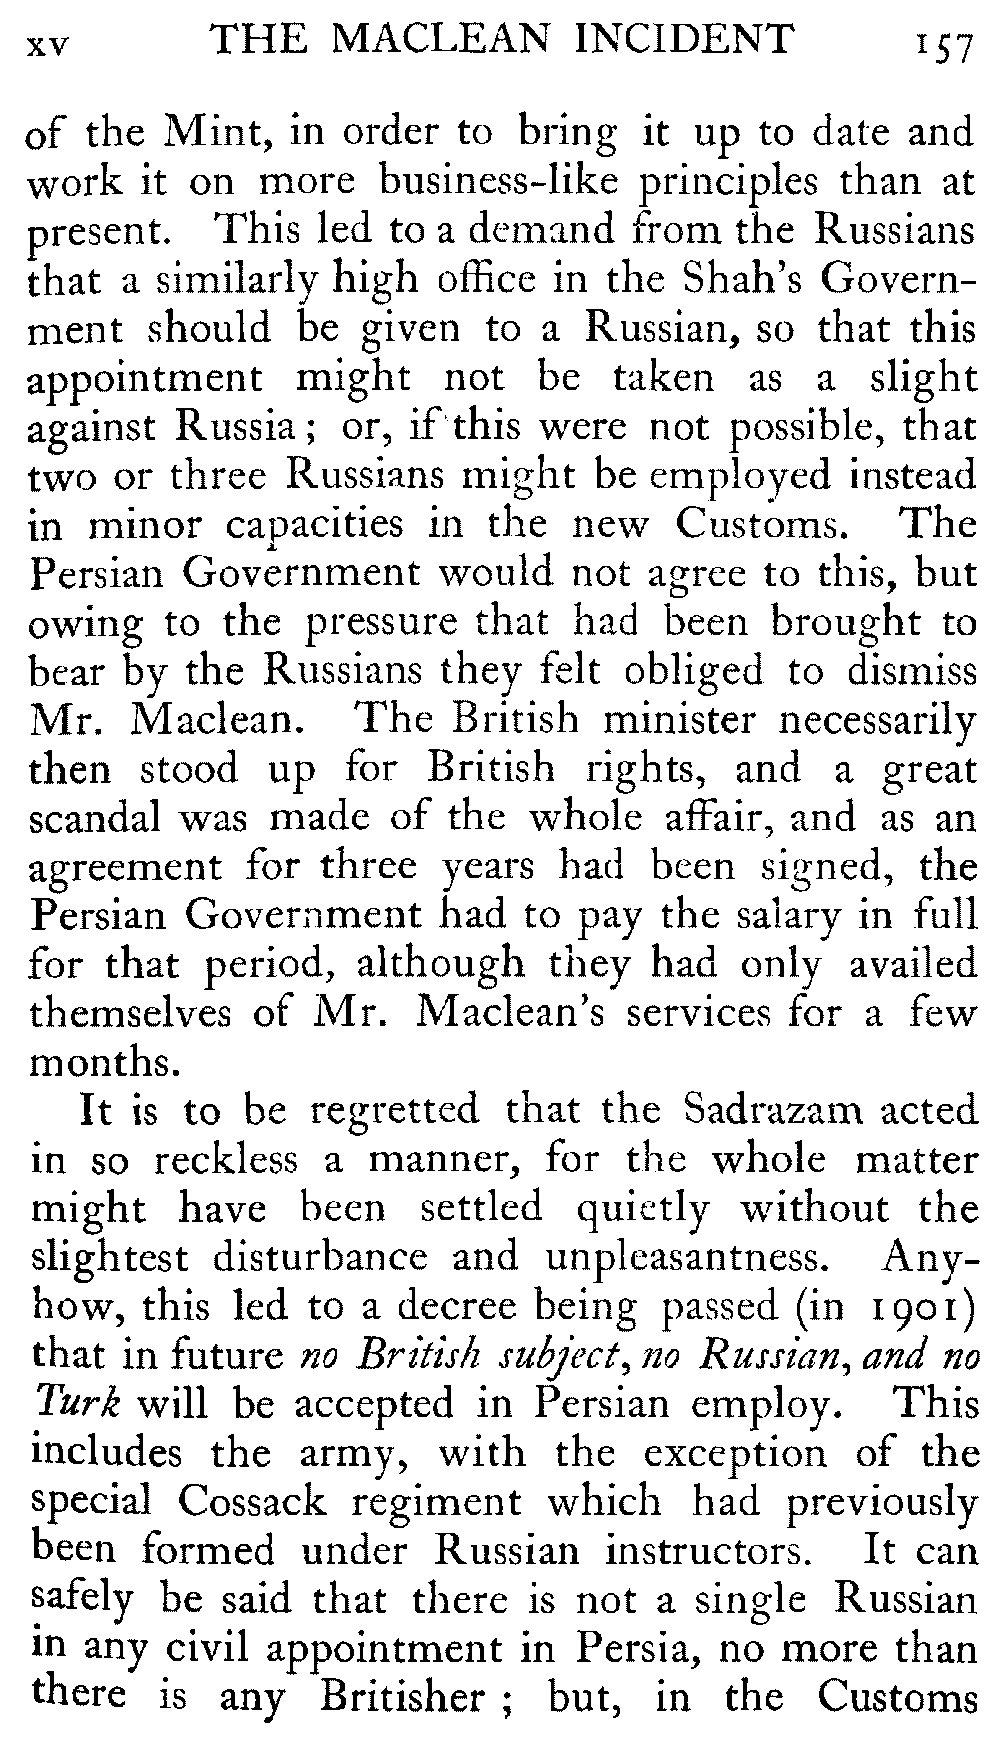 xv THE MACLEAN INCIDENT 157
of the Mint, in order to bring it up to date and
work it on more business-like principles than at
present. This led to a demand from the Russians
that a similarly high office in the Shah's Govern-
ment should be given to a Russian, so that this
appointment might not be taken as a slight
against Russia; or, if this were not possible, that
two or three Russians might be employed instead
in minor capacities in the new Customs. The
Persian Government would not agree to this, but
owing to the pressure that had been brought to
bear by the Russians they felt obliged to dismiss
Mr. Maclean. The British minister necessarily
then stood up for British rights, and a great
scandal was made of the whole affair, and as an
agreement for three years had been signed, the
Persian Government had to pay the salary in full
for that period, although they had only availed
themselves of Mr. Maclean's services for a few
months.
It is to be regretted that the Sadrazam acted
in so reckless a manner, for the whole matter
might have been settled quietly without the
slightest disturbance and unpleasantness. Any-
how, this led to a decree being passed (in 1901)
that in future no British subject, no Russian, and no
Turk will be accepted in Persian employ. This
includes the army, with the exception of the
special Cossack regiment which had previously
been formed under Russian instructors. It can
safely be said that there is not a single Russian
in any civil appointment in Persia, no more than
there is any Britisher; but, in the Customs